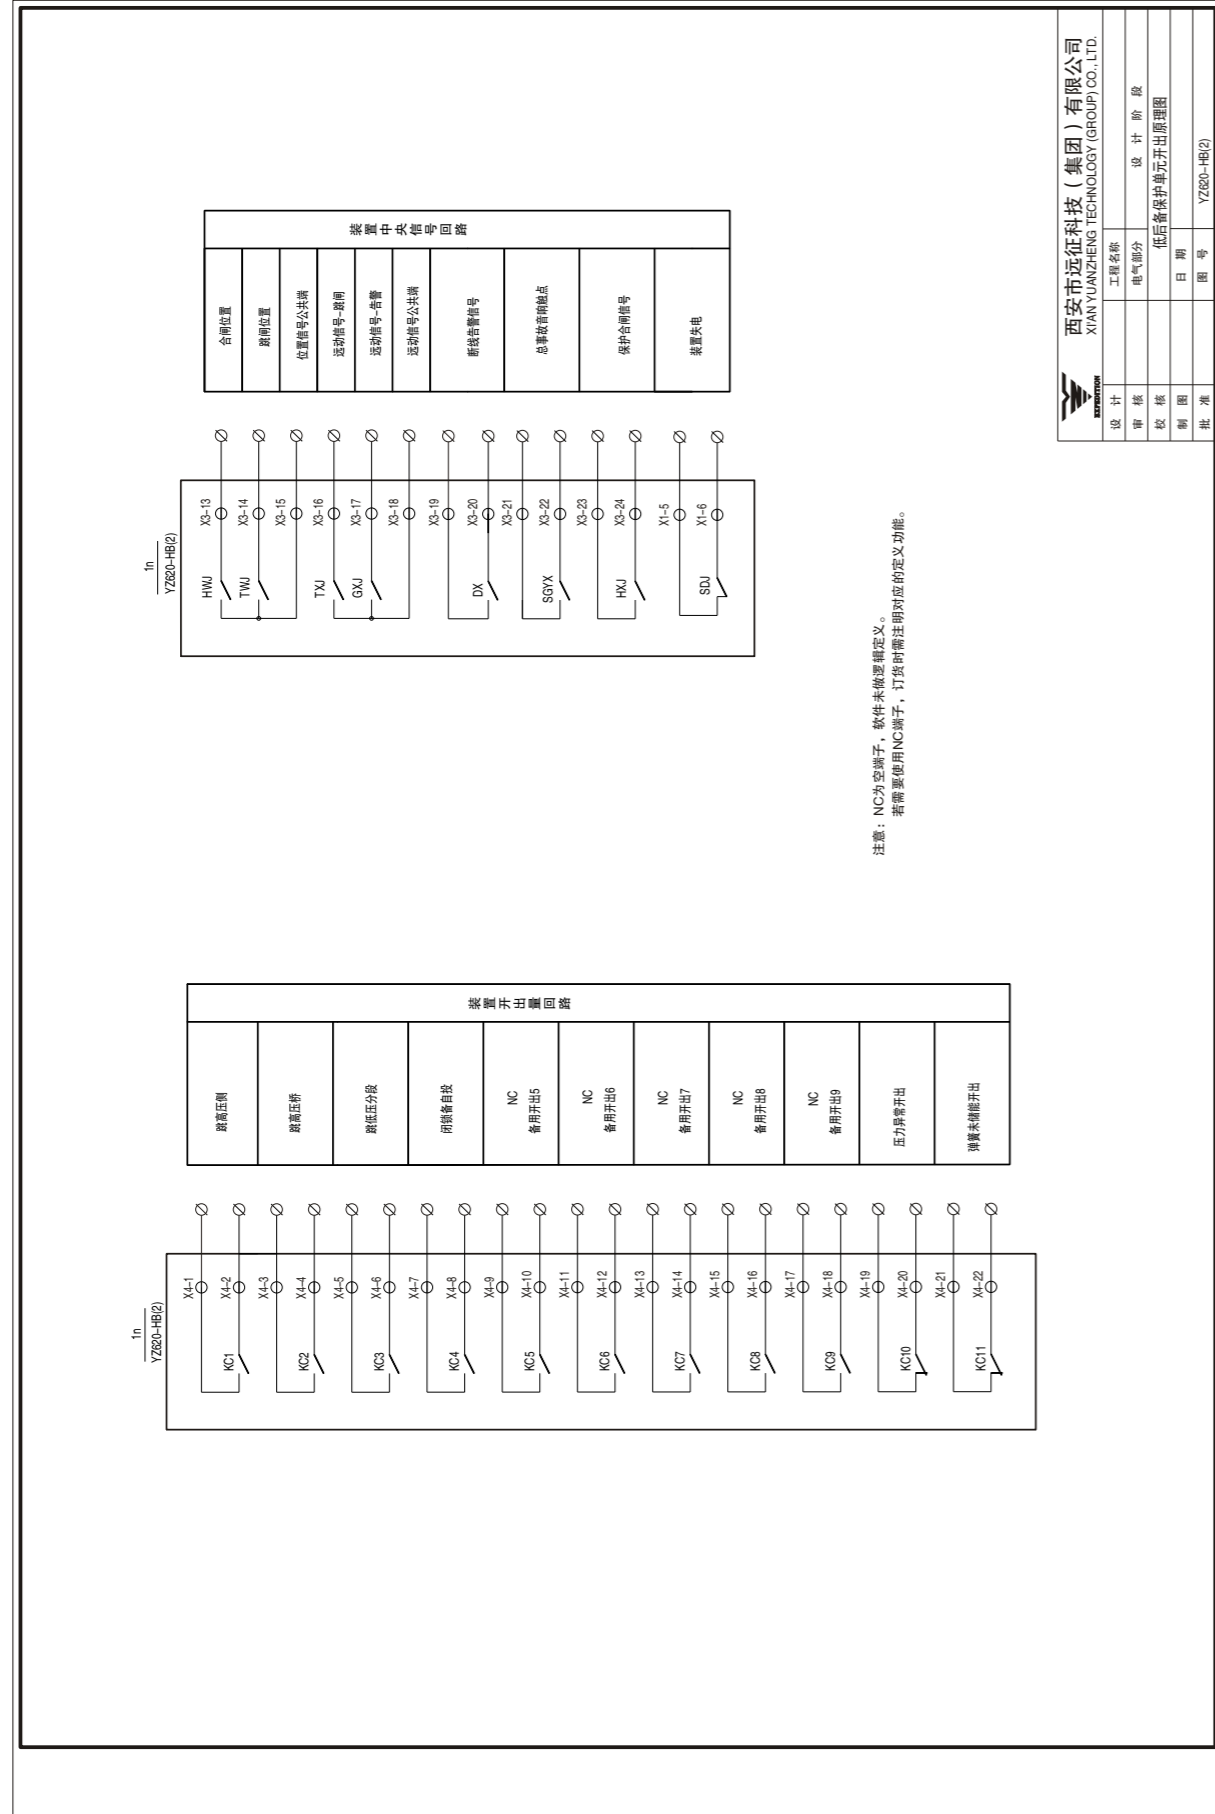 1n
YZ620-HB(2)
X4-1
X4-2
X4-3
X4-4
X4-5
X4-6
X4-7
X4-8
X4-9
X4-10
X4-11
X4-12
X4-13
X4-14
X4-15
X4-16
X4-17
X4-18
X4-19
X4-20
X4-21
X4-22
KC1
KC2
KC3
KC4
KC5
KC6
KC7
KC8
KC9
KC10
KC11
装置开出量回路
跳高压侧
跳高压桥
跳低压分段
闭锁备自投
NC
备用开出5
NC
备用开出6
NC
备用开出7
NC
备用开出8
NC
备用开出9
压力异常开出
弹簧未储能开出
1n
YZ620-HB(2)
X3-13
X3-14
X3-15
X3-16
X3-17
X3-18
X3-19
X3-20
X3-21
X3-22
X3-23
X3-24
X1-5
X1-6
HWJ
TWJ
TXJ
GXJ
DX
SGYX
HXJ
SDJ
装置中央信号回路
合闸位置
跳闸位置
位置信号公共端
远动信号-跳闸
远动信号-告警
远动信号公共端
断线告警信号
总事故音响触点
保护合闸信号
装置失电
注意：NC为空端子，软件未做逻辑定义。
若需要使用NC端子，订货时需注明对应的定义功能。
EXPEDITION
西安市远征科技（集团）有限公司
XI'AN YUANZHENG TECHNOLOGY (GROUP) CO., LTD.
设 计
工程名称
审 核
电气部分
设 计 阶 段
校 核
低后备保护单元开出原理图
制 图
日 期
批 准
图 号
YZ620-HB(2)